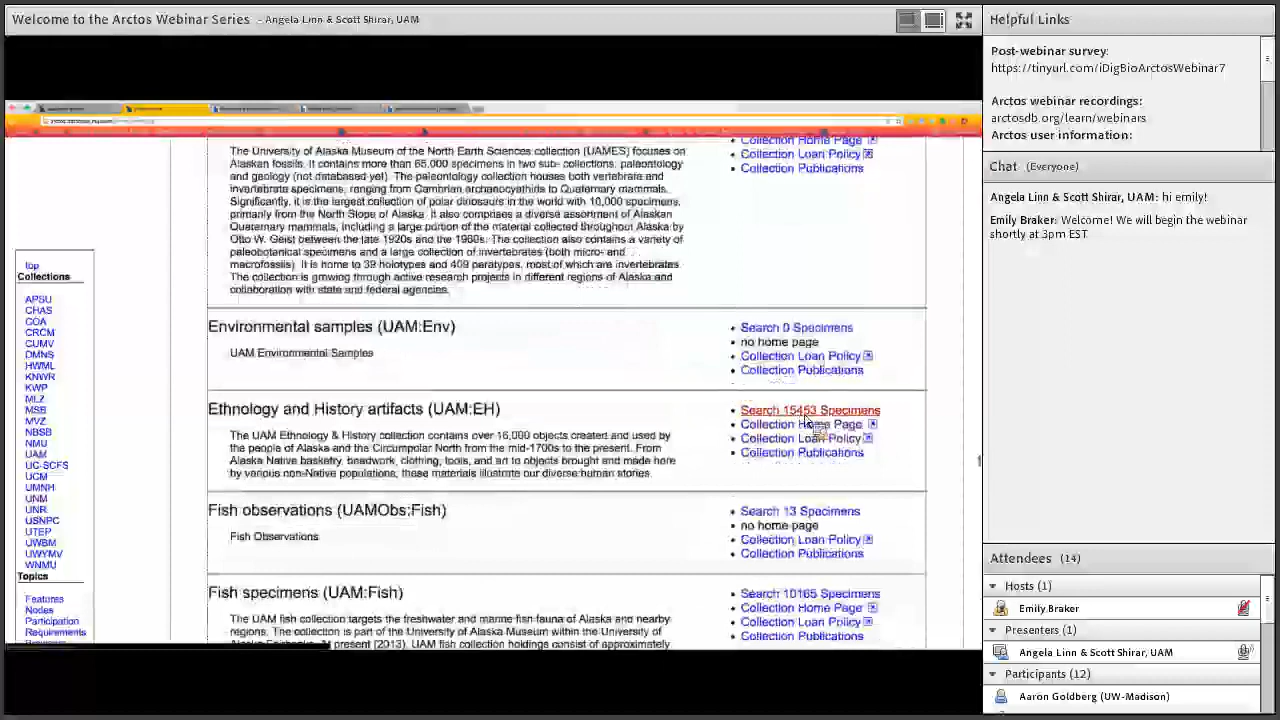 Welcome to the Arctos Webinar Series – Angela Linn & Scott Shirar, UAM
The University of Alaska Museum of the North Earth Sciences collection (UAMES) focuses on
Alaskan fossils. It contains more than 65,000 specimens in two sub- collections, paleontology
and geology (not databased yet). The paleontology collection houses both vertebrate and
invertebrate specimens, ranging from Cambrian archaeocyathids to Quaternary mammals.
Significantly, it is the largest collection of polar dinosaurs in the world with 10,000 specimens,
primarily from the North Slope of Alaska. It also comprises a diverse assortment of Alaskan
Quaternary mammals, including a large portion of the material collected throughout Alaska by
Otto W. Geist between the late 1920s and the 1960s. The collection also contains a variety of
paleobotanical specimens and a large collection of invertebrates (both micro- and
macrofossils). It is home to 39 holotypes and 409 paratypes, most of which are invertebrates.
The collection is growing through active research projects in different regions of Alaska and
collaboration with state and federal agencies.
Collection Home Page
Collection Loan Policy
Collection Publications
top
Collections
APSU
CHAS
COA
CRCM
CUMV
DMNS
HWML
KNWR
KWP
MLZ
MSB
MVZ
NBSB
NMU
UAM
UC-SCFS
UCM
UMNH
UNM
UNR
USNPC
UTEP
UWBM
UWYMV
WNMU
Topics
Features
Nodes
Participation
Requirements
Environmental samples (UAM:Env)
UAM Environmental Samples
Search 0 Specimens
no home page
Collection Loan Policy
Collection Publications
Ethnology and History artifacts (UAM:EH)
The UAM Ethnology & History collection contains over 16,000 objects created and used by
the people of Alaska and the Circumpolar North from the mid-1700s to the present. From
Alaska Native basketry, beadwork, clothing, tools, and art to objects brought and made here
by various non-Native populations, these materials illustrate our diverse human stories.
Search 15453 Specimens
Collection Home Page
Collection Loan Policy
Collection Publications
Fish observations (UAMObs:Fish)
Fish Observations
Search 13 Specimens
no home page
Collection Loan Policy
Collection Publications
Fish specimens (UAM:Fish)
The UAM fish collection targets the freshwater and marine fish fauna of Alaska and nearby
regions. The collection is part of the University of Alaska Museum within the University of
present (2013). UAM fish collection holdings consist of approximately
Search 10165 Specimens
Collection Home Page
Collection Loan Policy
Collection Publications
Helpful Links
Post-webinar survey:
https://tinyurl.com/iDigBioArctosWebinar7
Arctos webinar recordings:
arctosdb.org/learn/webinars
Arctos user information:
Chat (Everyone)
Angela Linn & Scott Shirar, UAM: hi emily!
Emily Braker: Welcome! We will begin the webinar
shortly at 3pm EST.
Attendees (14)
Hosts (1)
Emily.Braker
Presenters (1)
Angela Linn & Scott Shirar, UAM
Participants (12)
Aaron Goldberg (UW-Madison)